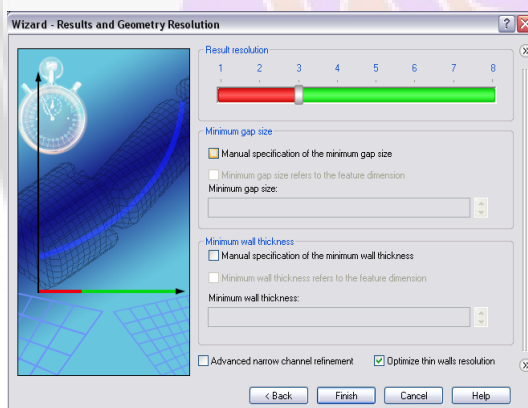 Wizard - Results and Geometry Resolution
Result resolution
1 2 3 4 5 6 7 8
Minimum gap size
Manual specification of the minimum gap size
Minimum gap size refers to the feature dimension
Minimum gap size:
Minimum wall thickness
Manual specification of the minimum wall thickness
Minimum wall thickness refers to the feature dimension
Minimum wall thickness:
Advanced narrow channel refinement Optimize thin walls resolution
< Back Finish Cancel Help